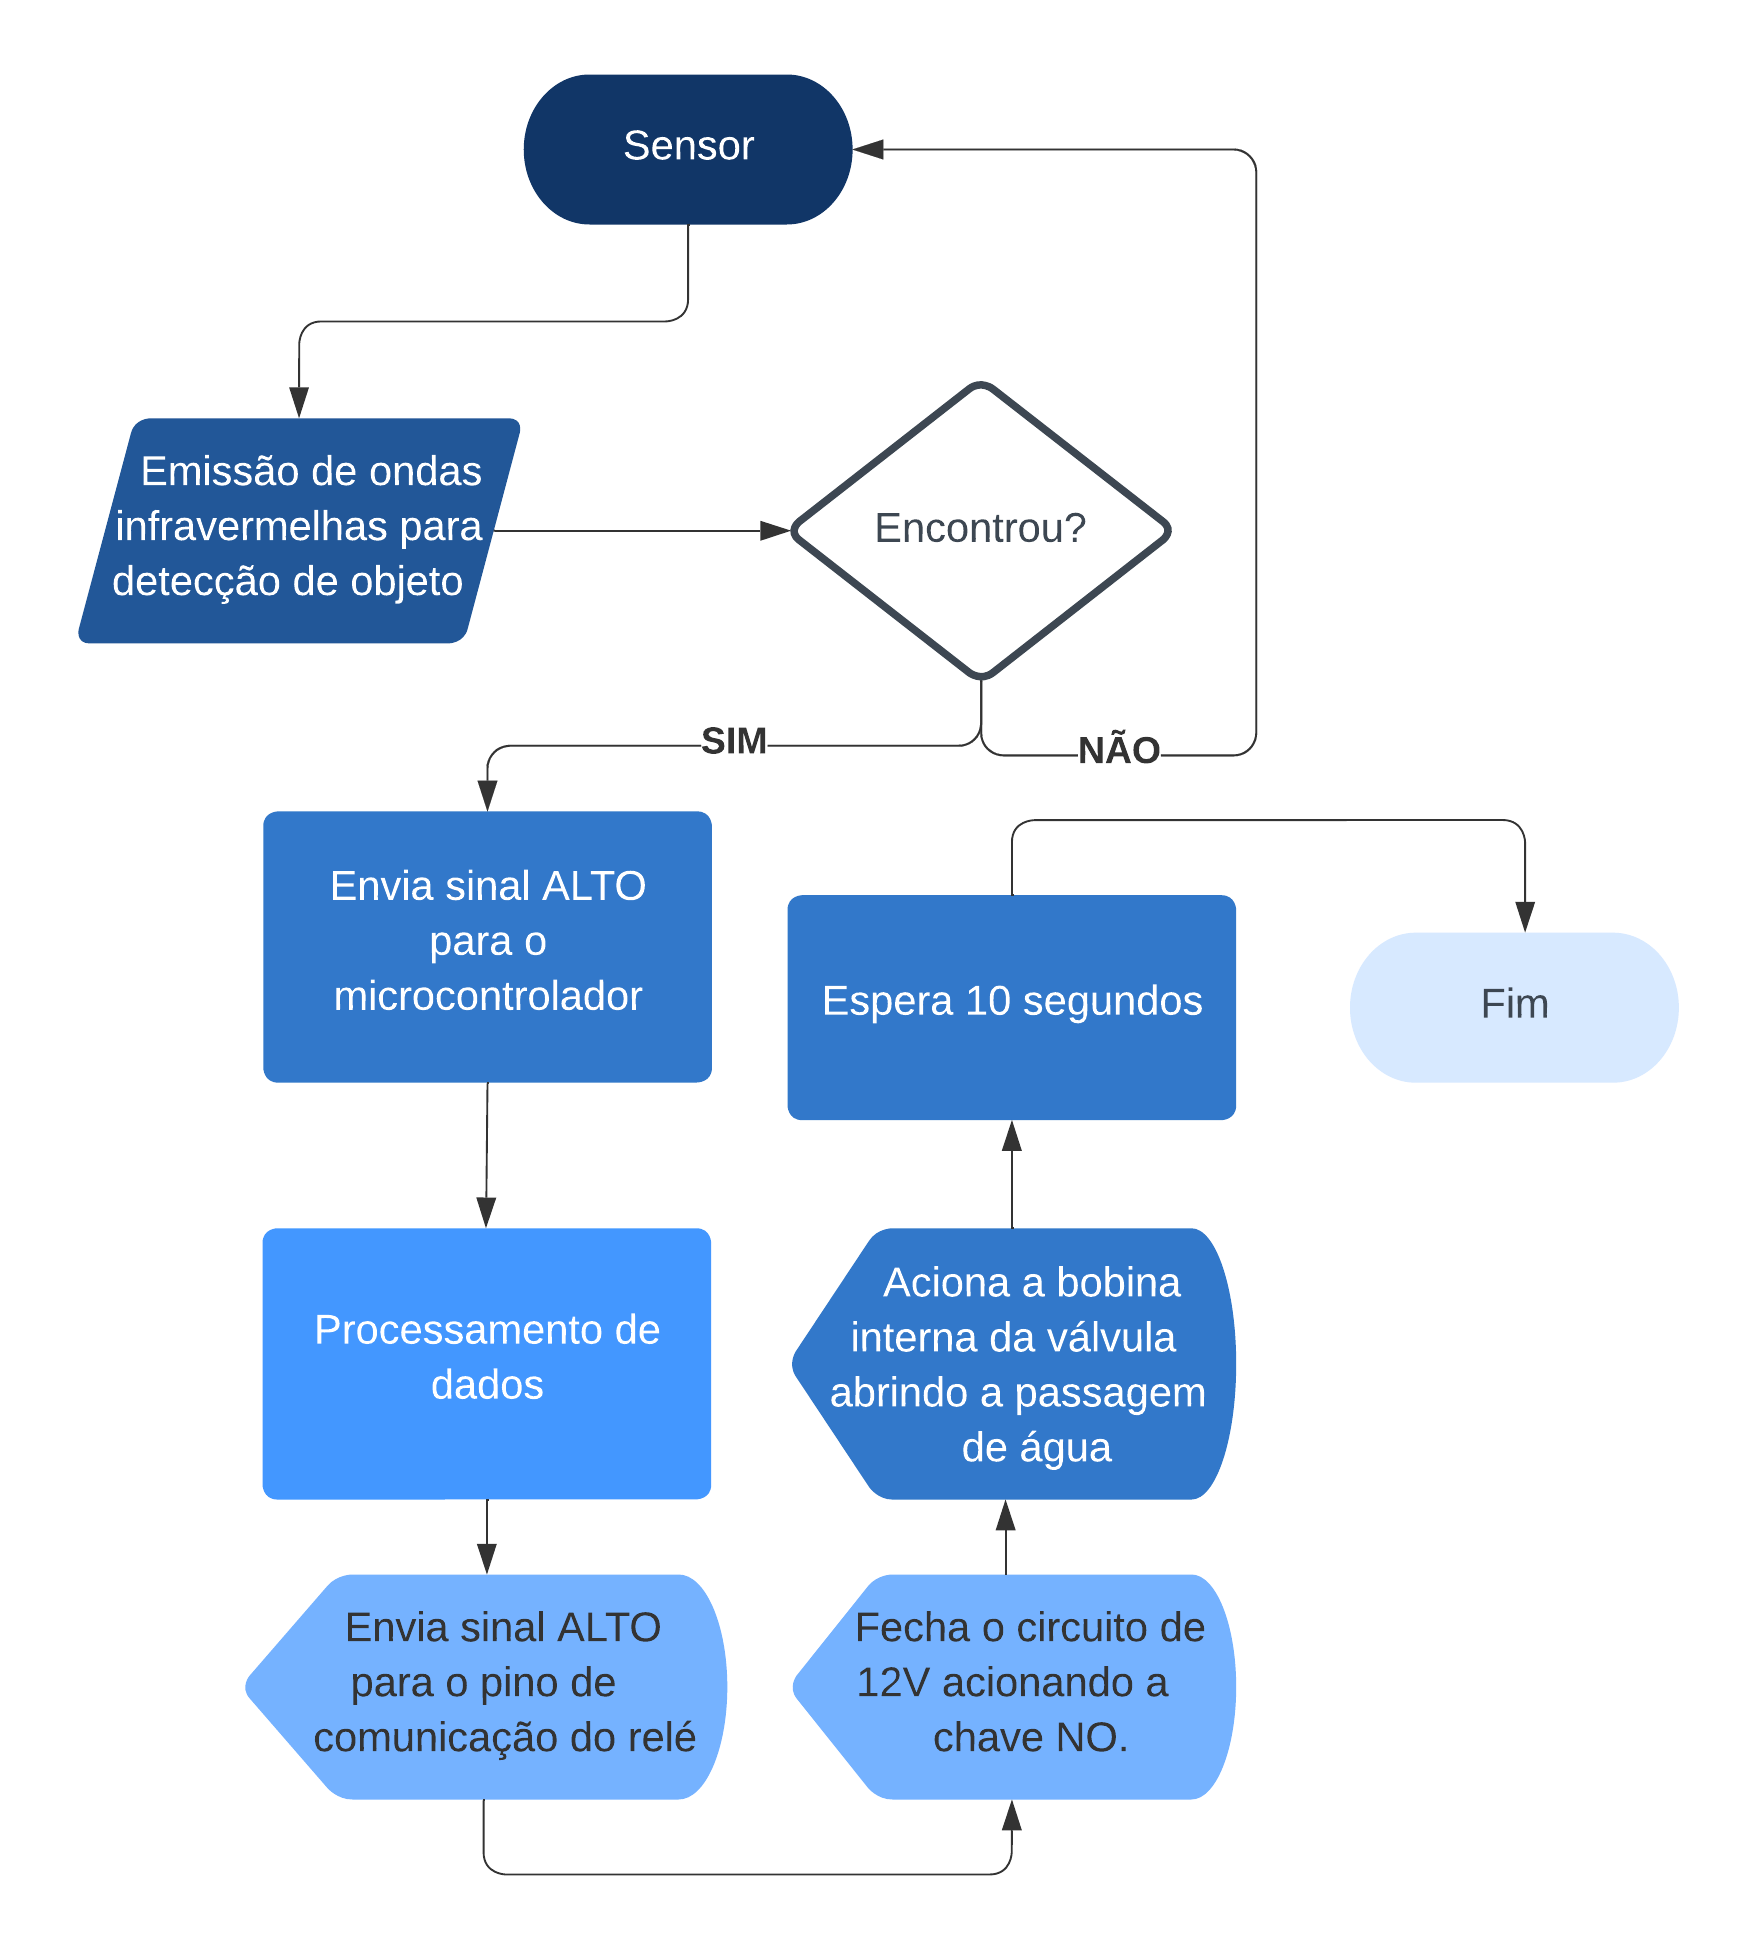 Sensor
Emissão de ondas
infravermelhas para
detecção de objeto
Encontrou?
SIM
NÃO
Envia sinal ALTO
para o
microcontrolador
Processamento de
dados
Envia sinal ALTO
para o pino de
comunicação do relé
Fecha o circuito de
12V acionando a
chave NO.
Aciona a bobina
interna da válvula
abrindo a passagem
de água
Espera 10 segundos
Fim